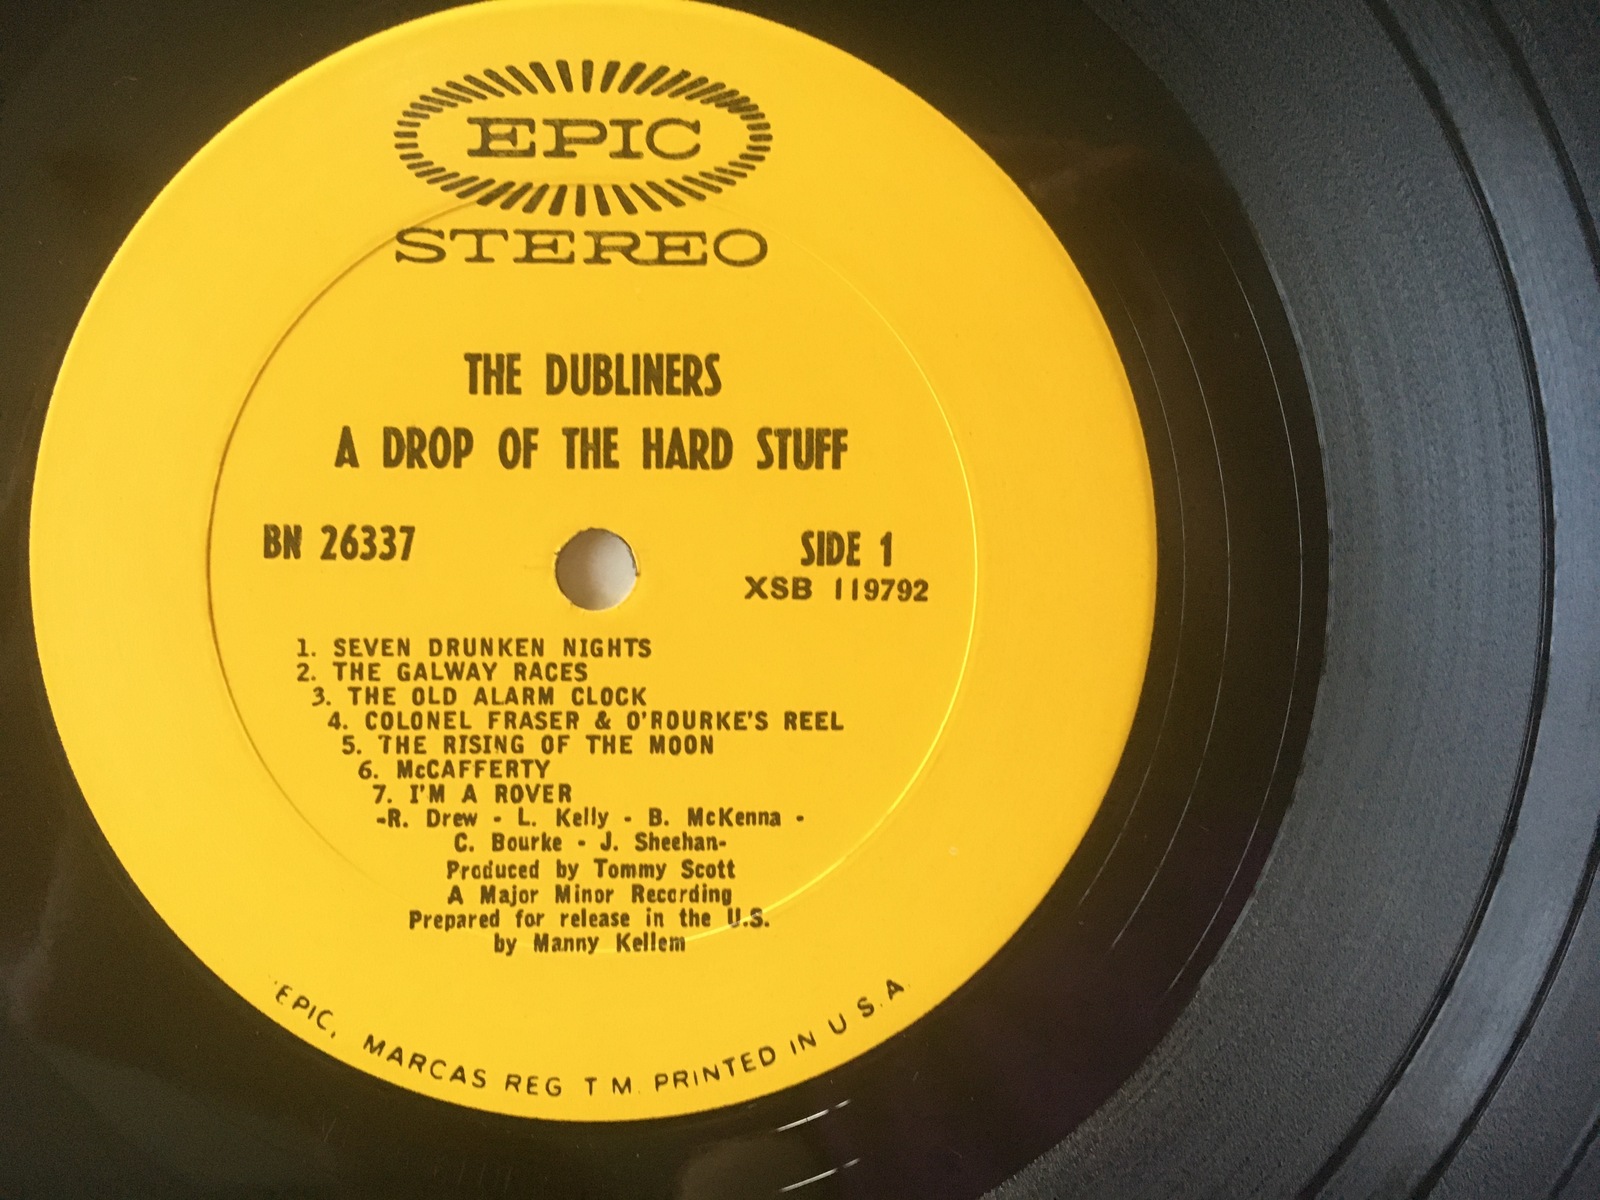 EPIC
STEREO
THE DUBLINERS
A DROP OF THE HARD STUFF
BN 26337
SIDE 1
XSB 119792
1. SEVEN DRUNKEN NIGHTS
2. THE GALWAY RACES
3. THE OLD ALARM CLOCK
4. COLONEL FRASER & O'ROURKE'S REEL
5. THE RISING OF THE MOON
6. McCAFFERTY
7. I'M A ROVER
-R. Drew - L. Kelly - B. McKenna -
C. Bourke - J. Sheehan-
Produced by Tommy Scott
A Major Minor Recording
Prepared for release in the U.S.
by Manny Kellem
"EPIC, MARCAS REG T M. PRINTED IN U S.A.